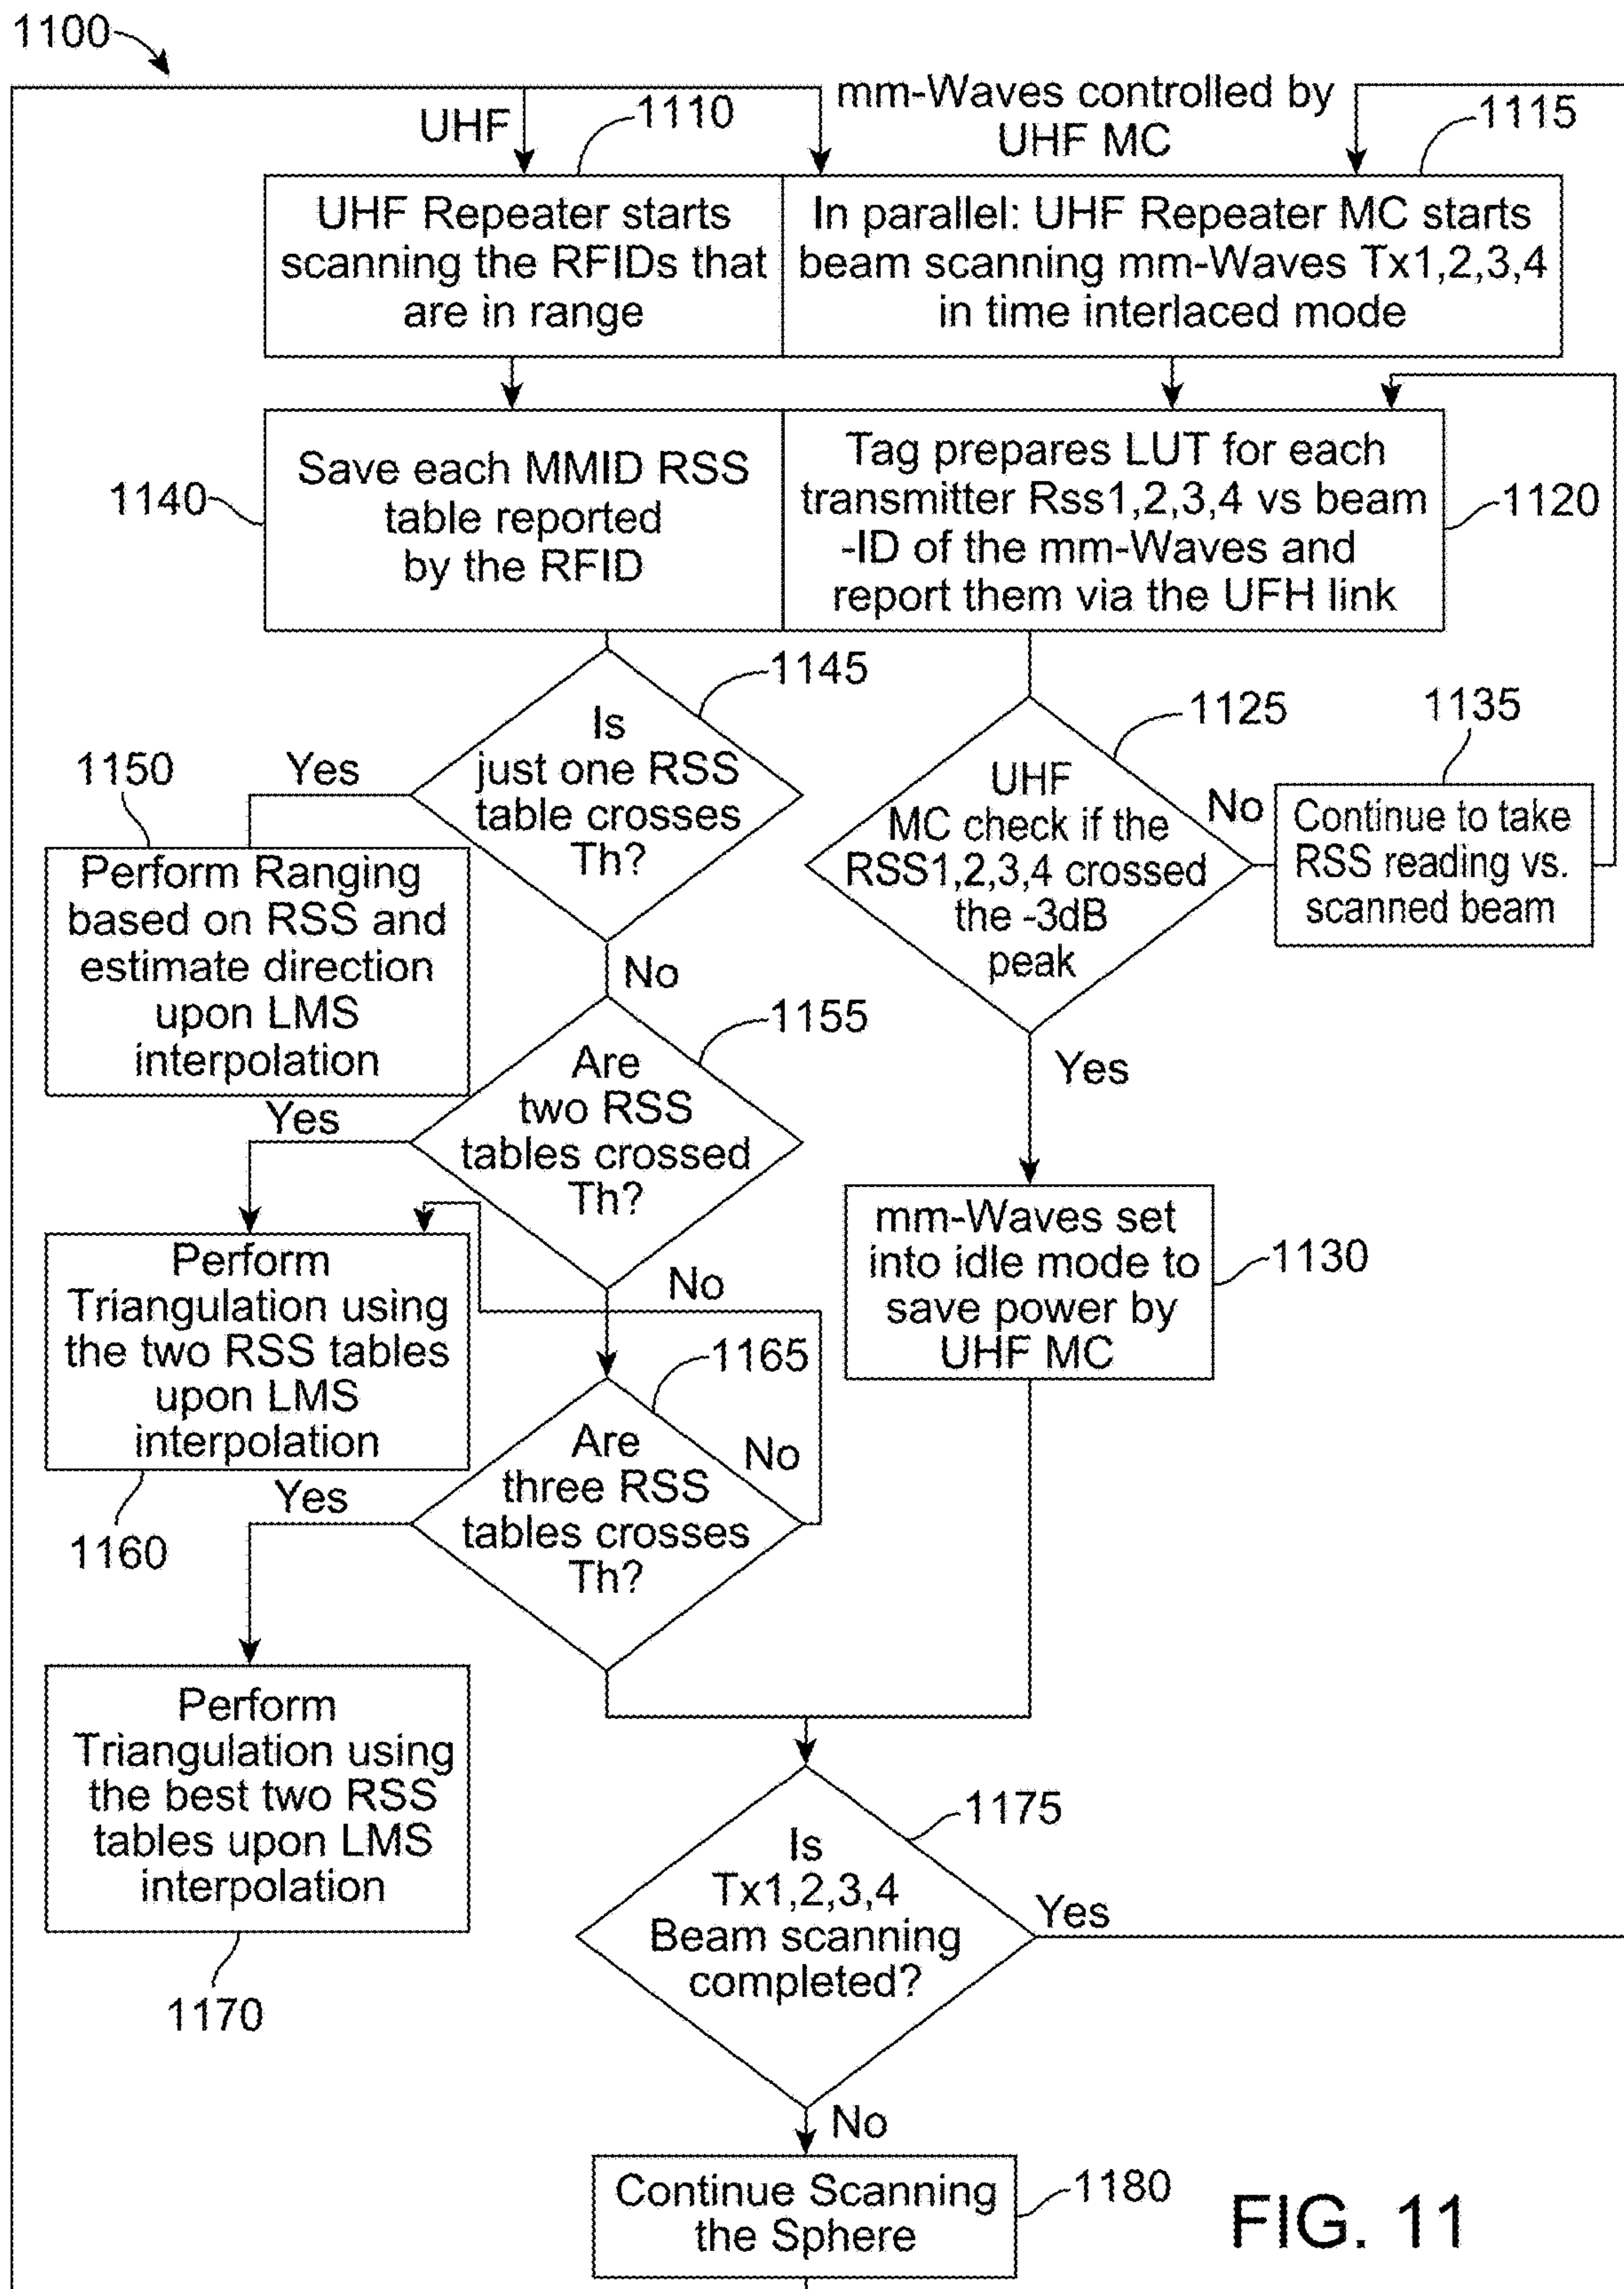 1100
mm-Waves controlled by
UHF MC
UHF
1110
1115
UHF Repeater starts
scanning the RFIDs that
are in range
In parallel: UHF Repeater MC starts
beam scanning mm-Waves Tx1,2,3,4
in time interlaced mode
1140
Save each MMID RSS
table reported
by the RFID
Tag prepares LUT for each
transmitter Rss1,2,3,4 vs beam
-ID of the mm-Waves and
report them via the UFH link
1120
1145
Is
just one RSS
table crosses
Th?
Yes
1150
Perform Ranging
based on RSS and
estimate direction
upon LMS
interpolation
No
1125
UHF
MC check if the
RSS1,2,3,4 crossed
the -3dB
peak
No
1135
Continue to take
RSS reading vs.
scanned beam
Yes
1155
Are
two RSS
tables crossed
Th?
Yes
No
mm-Waves set
into idle mode to
save power by
UHF MC
1130
Perform
Triangulation using
the two RSS tables
upon LMS
interpolation
1160
1165
Are
three RSS
tables crosses
Th?
No
Yes
Perform
Triangulation using
the best two RSS
tables upon LMS
interpolation
1170
1175
Is
Tx1,2,3,4
Beam scanning
completed?
Yes
No
Continue Scanning
the Sphere
1180
FIG. 11